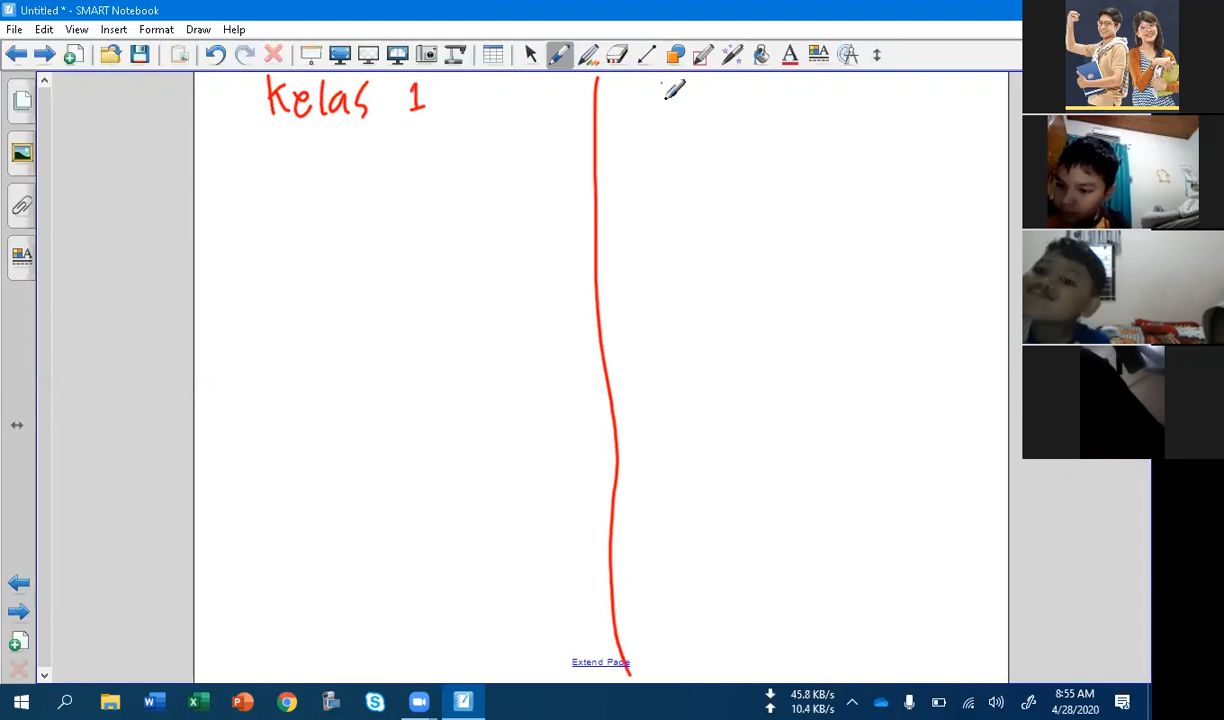 Untitled * - SMART Notebook
File Edit View Insert Format Draw Help
Kelas 1
Extend Page
45.8 KB/s
10.4 KB/s
8:55 AM
4/28/2020